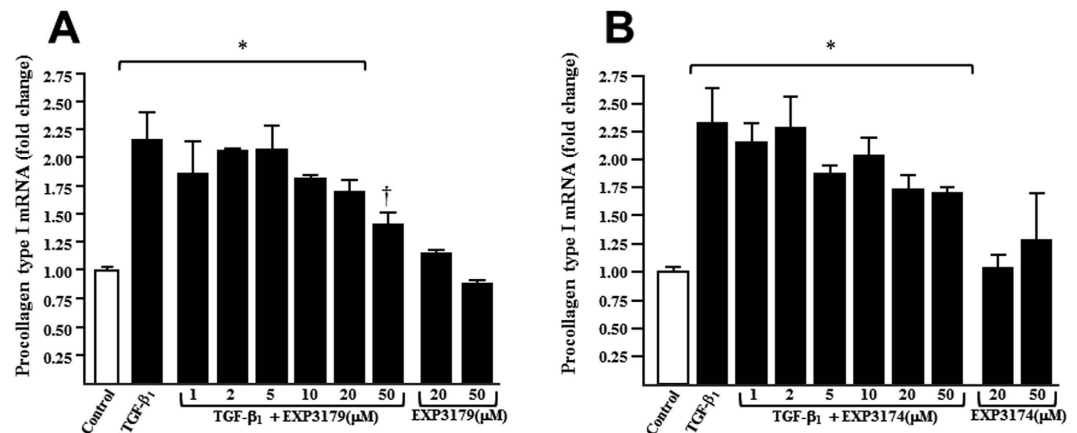 A
*
Procollagen type I mRNA (fold change)
2.75
2.50
2.25
2.00
1.75
1.50
1.25
1.00
0.75
0.50
0.25
†
Control
TGF-β₁
1 2 5 10 20 50 20 50
TGF-β₁ +EXP3179(μM) EXP3179(μM)
B
*
Procollagen type I mRNA (fold change)
2.75
2.50
2.25
2.00
1.75
1.50
1.25
1.00
0.75
0.50
0.25
Control
TGF-β₁
1 2 5 10 20 50 20 50
TGF-β₁ +EXP3174(μM) EXP3174(μM)